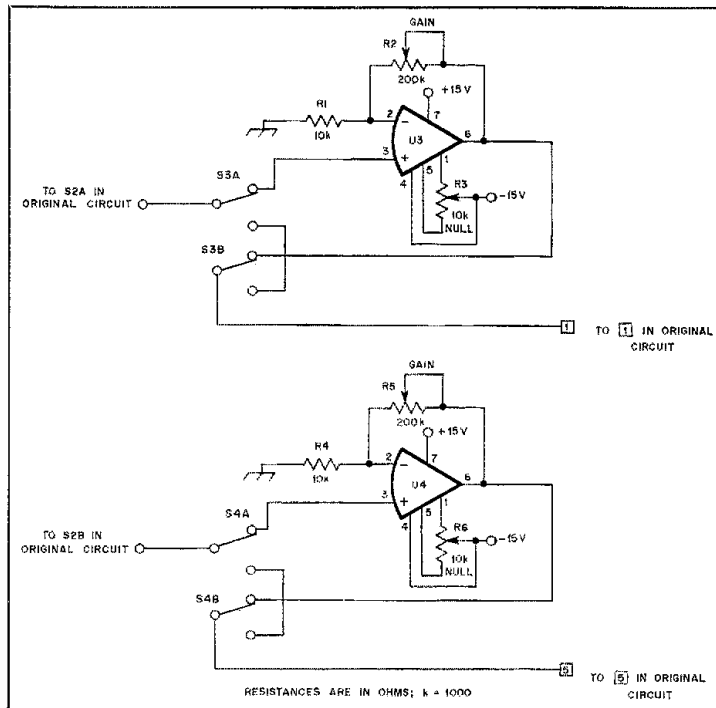 GAIN
R2
200k
+15V
R1
10k
2
−
7
U3
6
3
+
1
4
5
R3
10k
NULL
−15V
S3A
TO S2A IN
ORIGINAL CIRCUIT
S3B
1
TO 1 IN ORIGINAL
CIRCUIT
GAIN
R5
200k
+15V
R4
10k
2
−
7
U4
6
3
+
1
4
5
R6
10k
NULL
−15V
S4A
TO S2B IN
ORIGINAL CIRCUIT
S4B
5
TO 5 IN ORIGINAL
CIRCUIT
RESISTANCES ARE IN OHMS; k = 1000